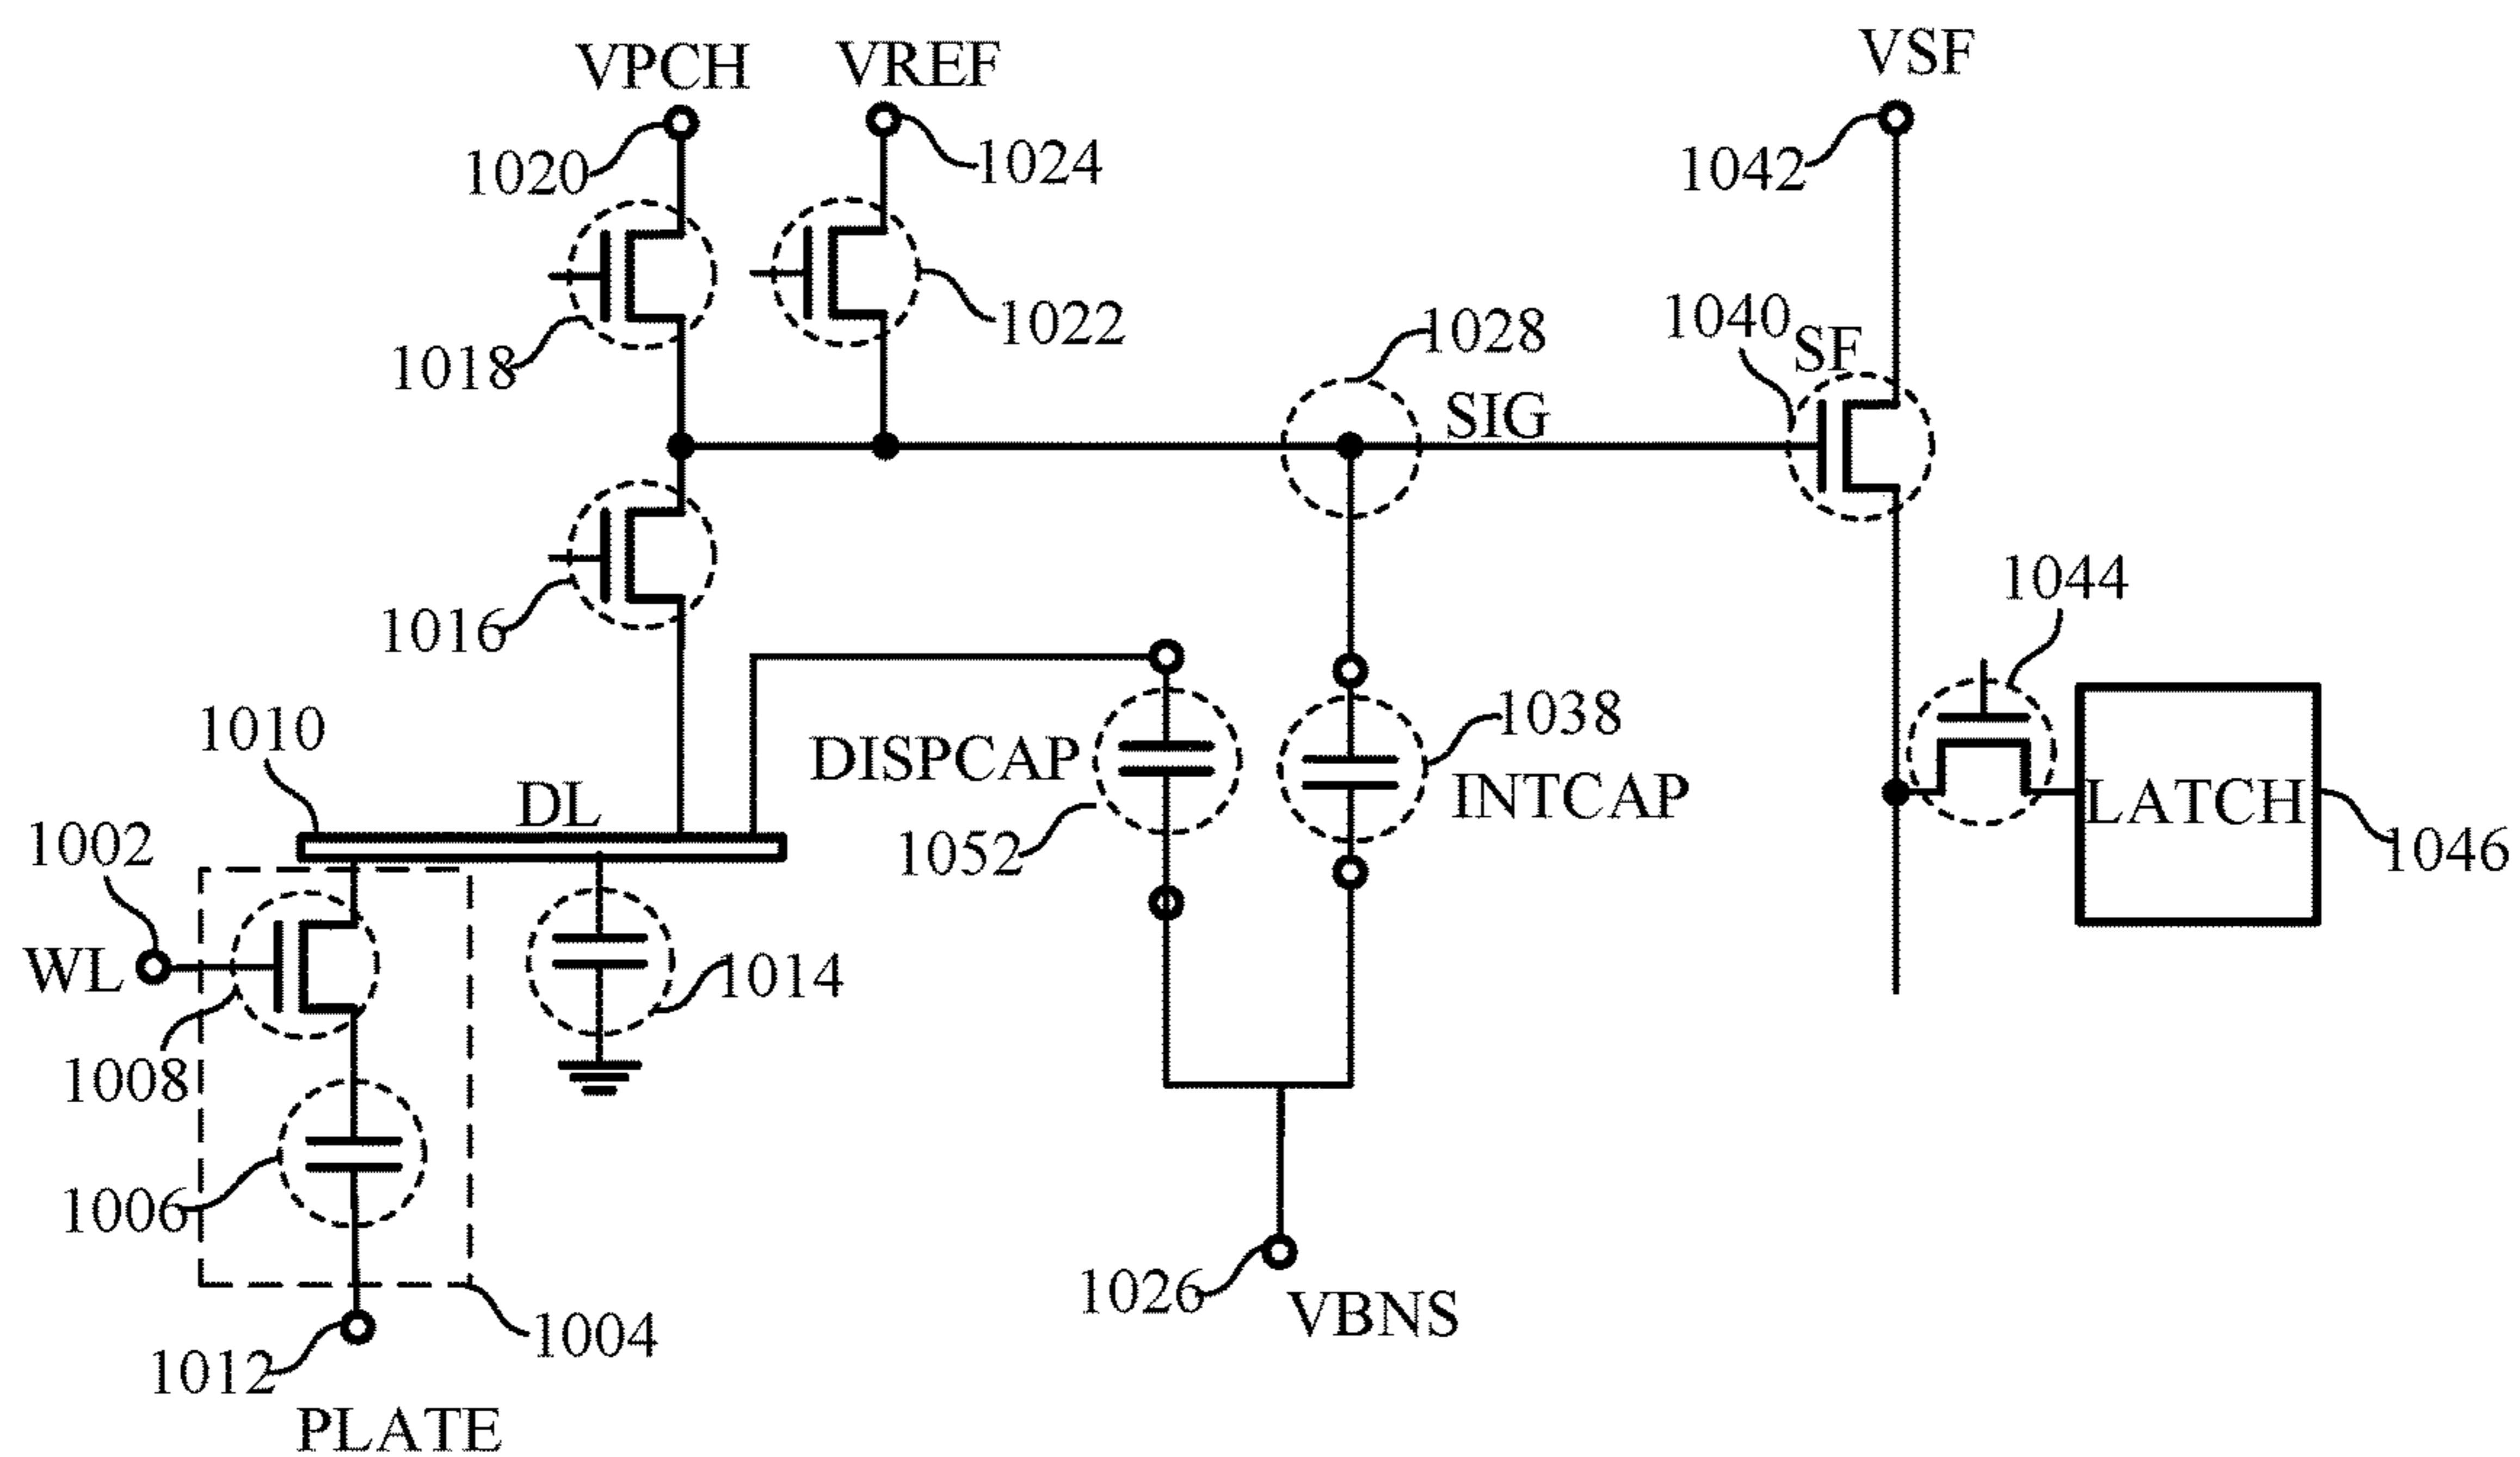 VPCH
VREF
VSF
1020
1024
1042
1018
1022
1028
1040
SF
SIG
1016
1044
1010
DL
DISPCAP
1038
INTCAP
LATCH
1002
1052
1046
WL
1014
1008
1006
1026
VBNS
1004
1012
PLATE